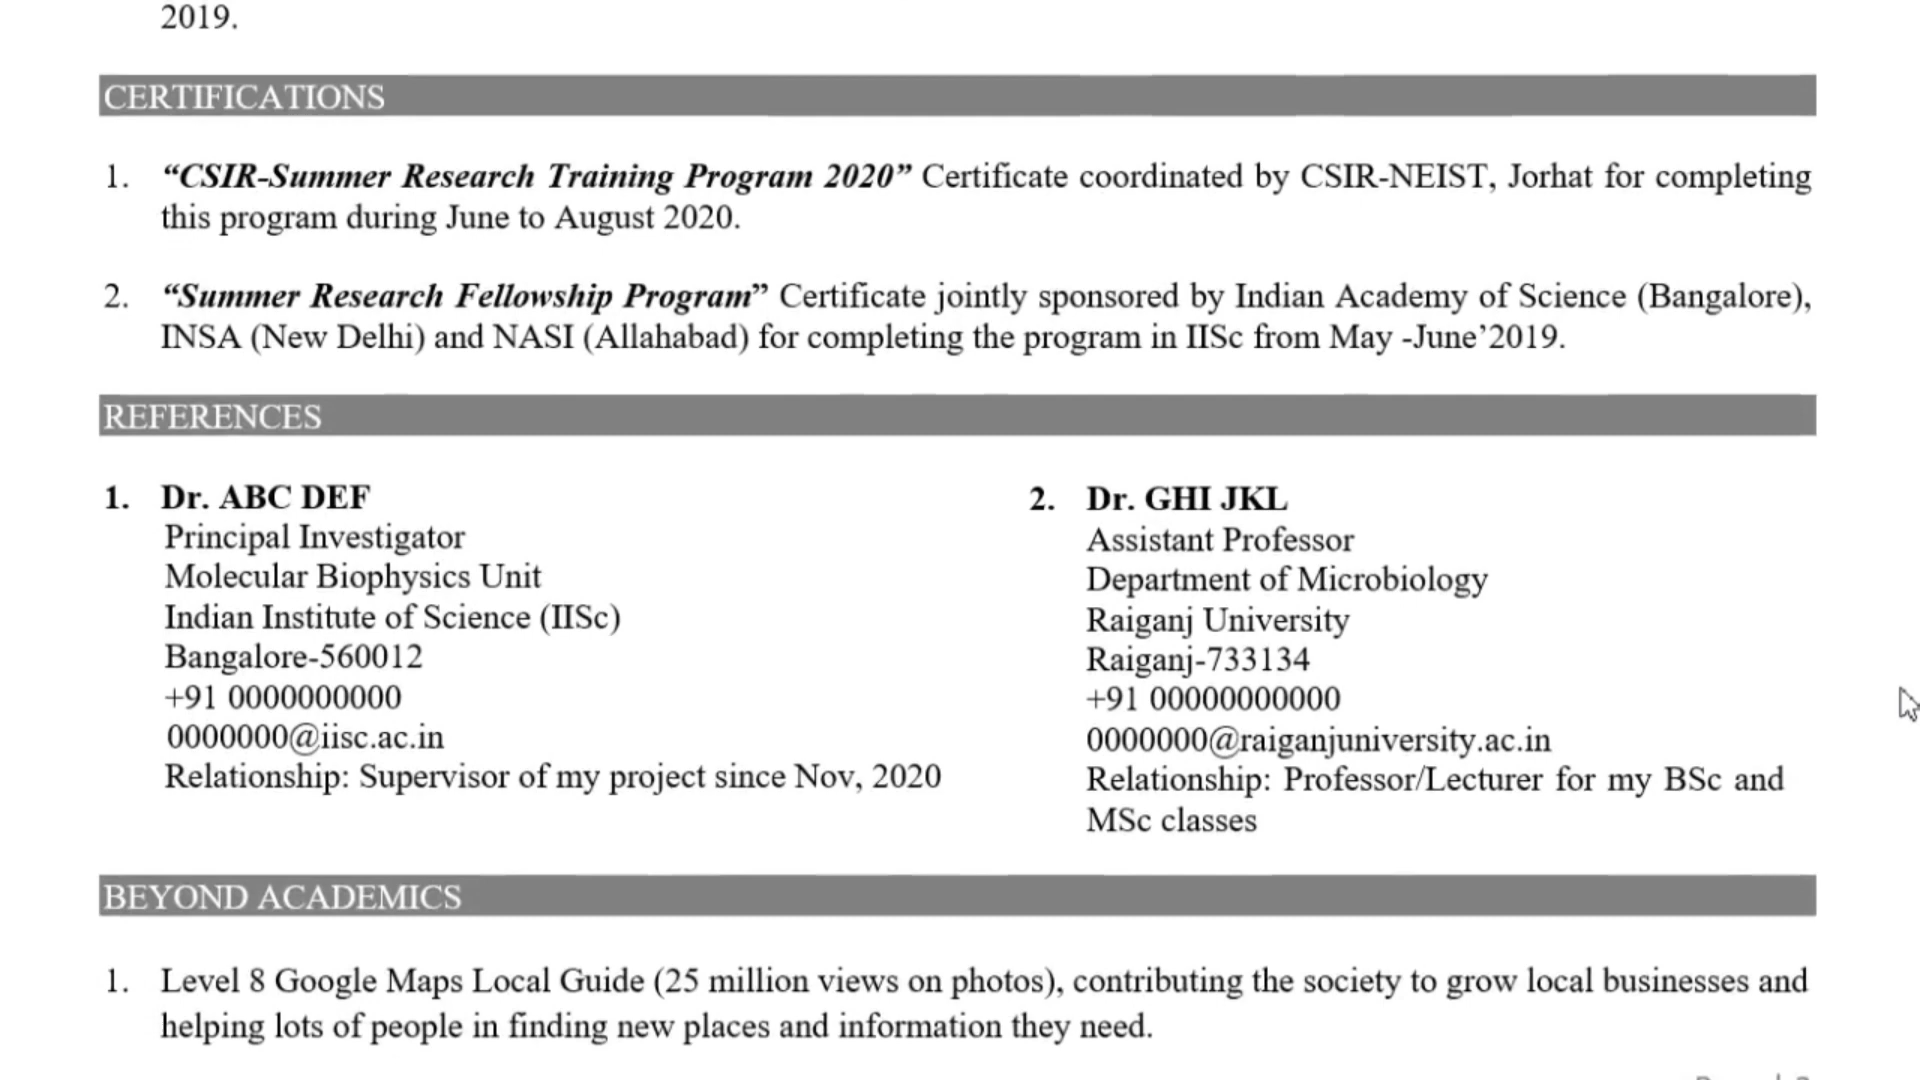 2019.
CERTIFICATIONS
1. “CSIR-Summer Research Training Program 2020” Certificate coordinated by CSIR-NEIST, Jorhat for completing
this program during June to August 2020.
2. “Summer Research Fellowship Program” Certificate jointly sponsored by Indian Academy of Science (Bangalore),
INSA (New Delhi) and NASI (Allahabad) for completing the program in IISc from May -June’2019.
REFERENCES
1. Dr. ABC DEF
Principal Investigator
Molecular Biophysics Unit
Indian Institute of Science (IISc)
Bangalore-560012
+91 0000000000
0000000@iisc.ac.in
Relationship: Supervisor of my project since Nov, 2020
2. Dr. GHI JKL
Assistant Professor
Department of Microbiology
Raiganj University
Raiganj-733134
+91 00000000000
0000000@raiganjuniversity.ac.in
Relationship: Professor/Lecturer for my BSc and
MSc classes
BEYOND ACADEMICS
1. Level 8 Google Maps Local Guide (25 million views on photos), contributing the society to grow local businesses and
helping lots of people in finding new places and information they need.